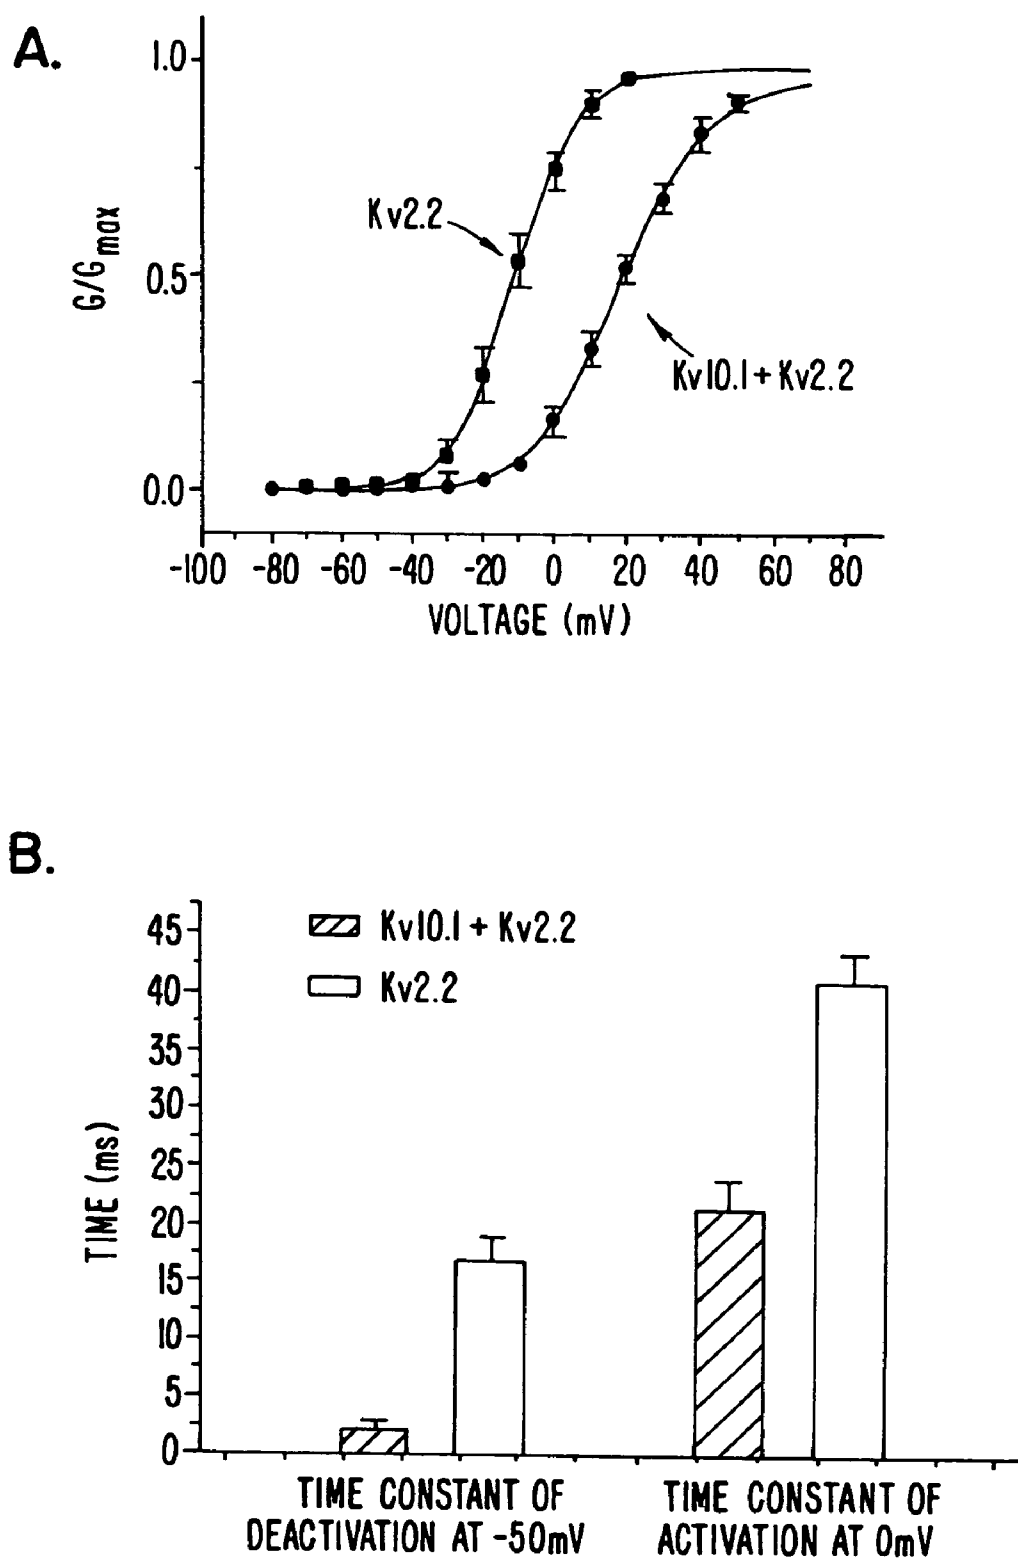 A.
1.0
0.5
0.0
G/Gmax
Kv2.2
Kv10.1 + Kv2.2
-100 -80 -60 -40 -20 0 20 40 60 80
VOLTAGE (mV)
B.
Kv10.1 + Kv2.2
Kv2.2
45
40
35
30
25
20
15
10
5
0
TIME (ms)
TIME CONSTANT OF
DEACTIVATION AT -50mV
TIME CONSTANT OF
ACTIVATION AT 0mV